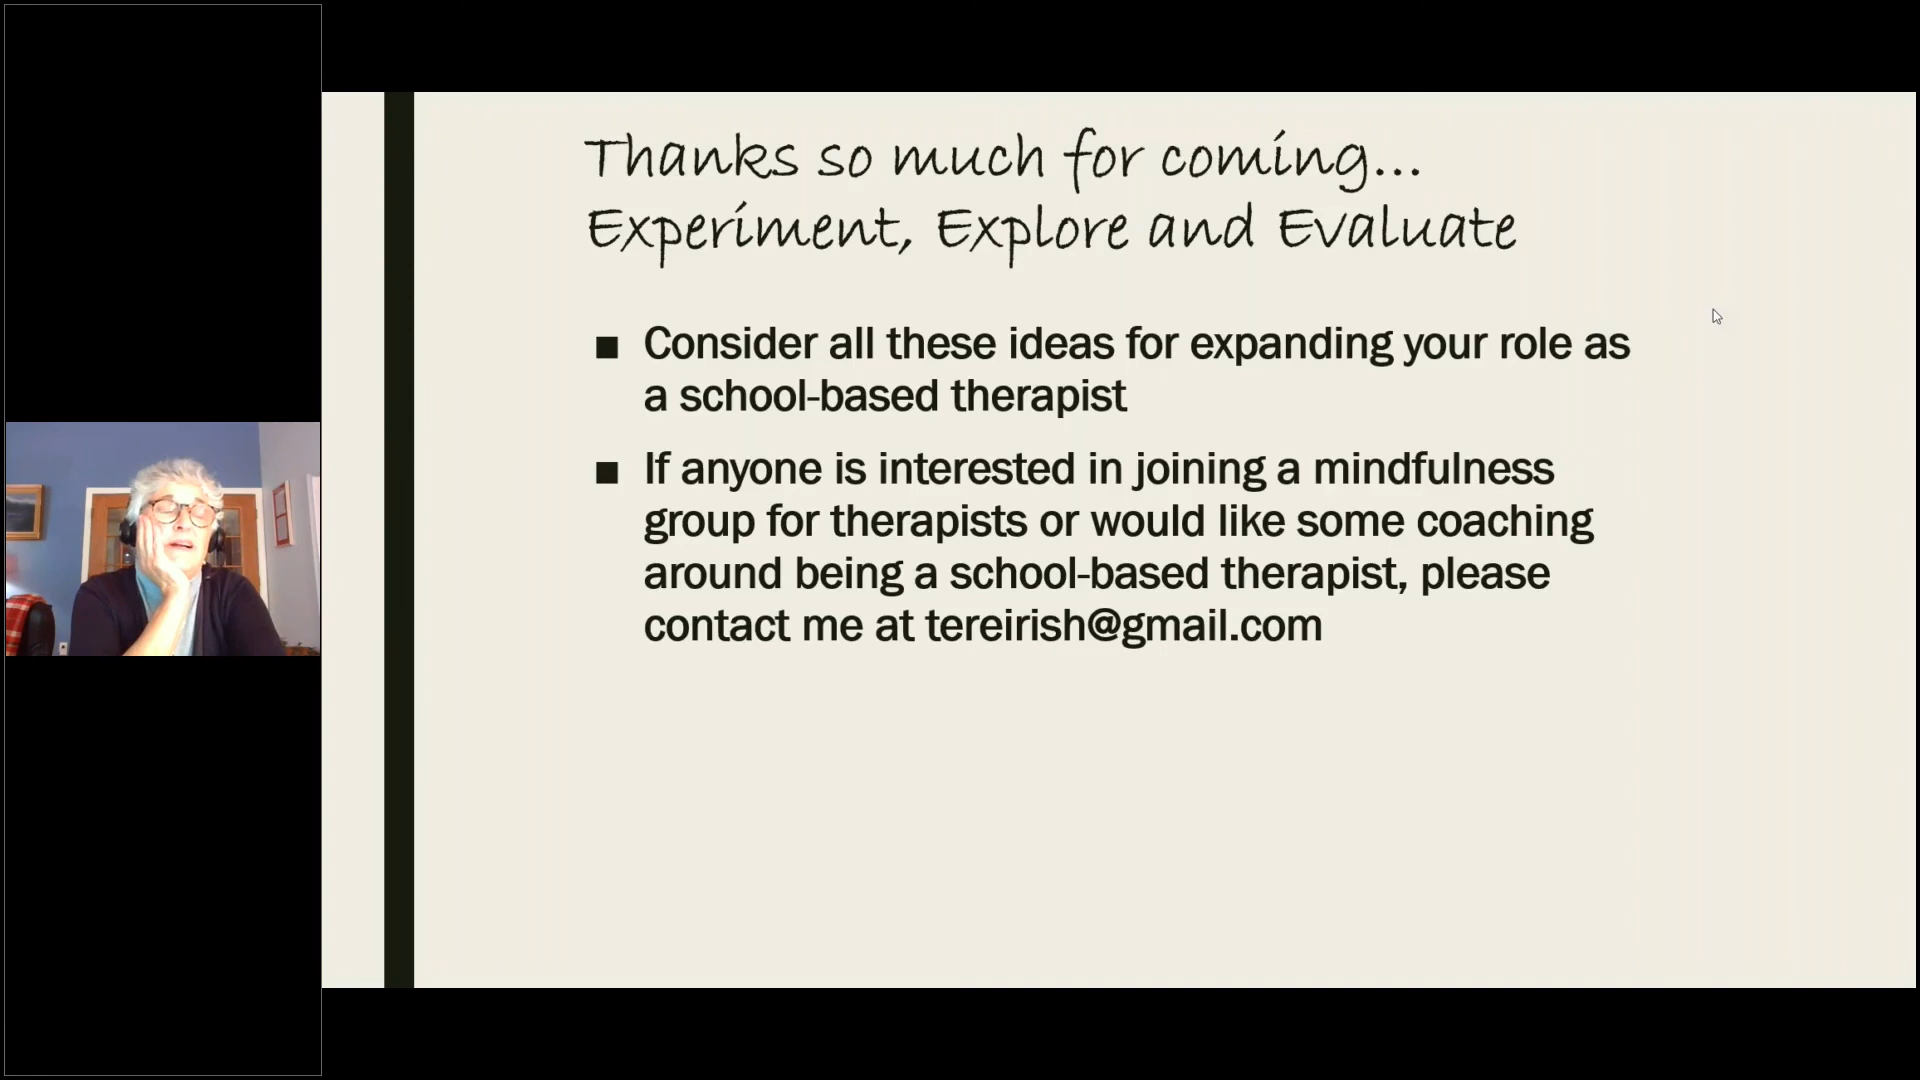 Thanks so much for coming...
Experiment, Explore and Evaluate
■ Consider all these ideas for expanding your role as
a school-based therapist
■ If anyone is interested in joining a mindfulness
group for therapists or would like some coaching
around being a school-based therapist, please
contact me at tereirish@gmail.com